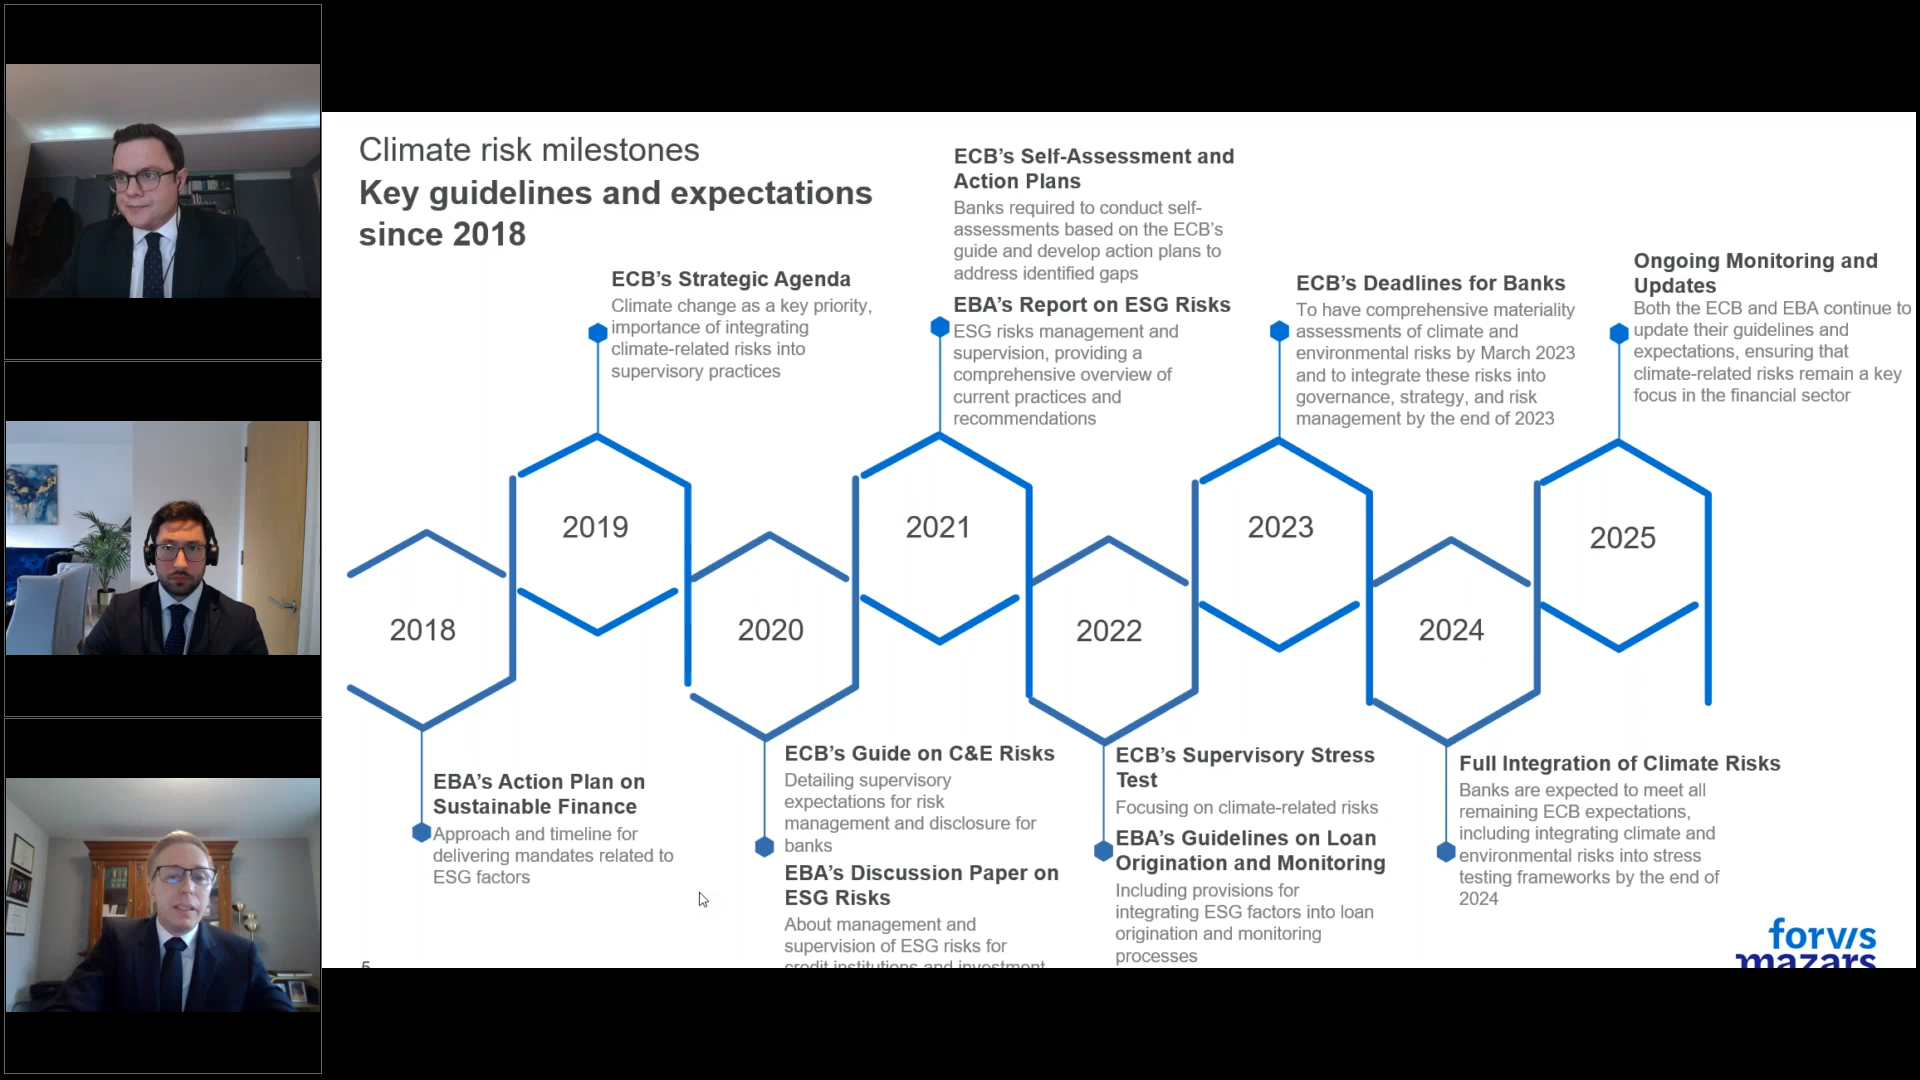 Climate risk milestones
Key guidelines and expectations
since 2018
ECB's Strategic Agenda
Climate change as a key priority,
importance of integrating
climate-related risks into
supervisory practices
ECB's Self-Assessment and
Action Plans
Banks required to conduct self-
assessments based on the ECB's
guide and develop action plans to
address identified gaps
EBA's Report on ESG Risks
ESG risks management and
supervision, providing a
comprehensive overview of
current practices and
recommendations
ECB's Deadlines for Banks
To have comprehensive materiality
assessments of climate and
environmental risks by March 2023
and to integrate these risks into
governance, strategy, and risk
management by the end of 2023
Ongoing Monitoring and
Updates
Both the ECB and EBA continue to
update their guidelines and
expectations, ensuring that
climate-related risks remain a key
focus in the financial sector
2018
2019
2020
2021
2022
2023
2024
2025
EBA's Action Plan on
Sustainable Finance
Approach and timeline for
delivering mandates related to
ESG factors
ECB's Guide on C&E Risks
Detailing supervisory
expectations for risk
management and disclosure for
banks
EBA's Discussion Paper on
ESG Risks
About management and
supervision of ESG risks for
credit institutions and investment
ECB's Supervisory Stress
Test
Focusing on climate-related risks
EBA's Guidelines on Loan
Origination and Monitoring
Including provisions for
integrating ESG factors into loan
origination and monitoring
processes
Full Integration of Climate Risks
Banks are expected to meet all
remaining ECB expectations,
including integrating climate and
environmental risks into stress
testing frameworks by the end of
2024
5
forvis
mazars